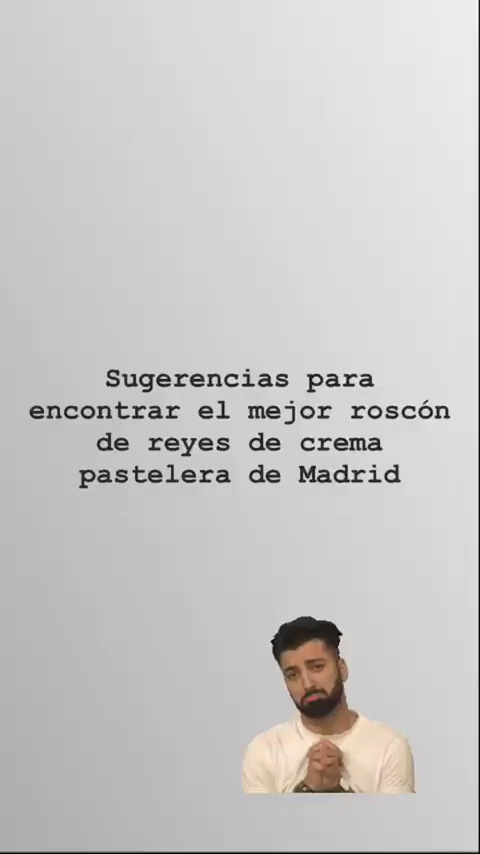 Sugerencias para
encontrar el mejor roscón
de reyes de crema
pastelera de Madrid